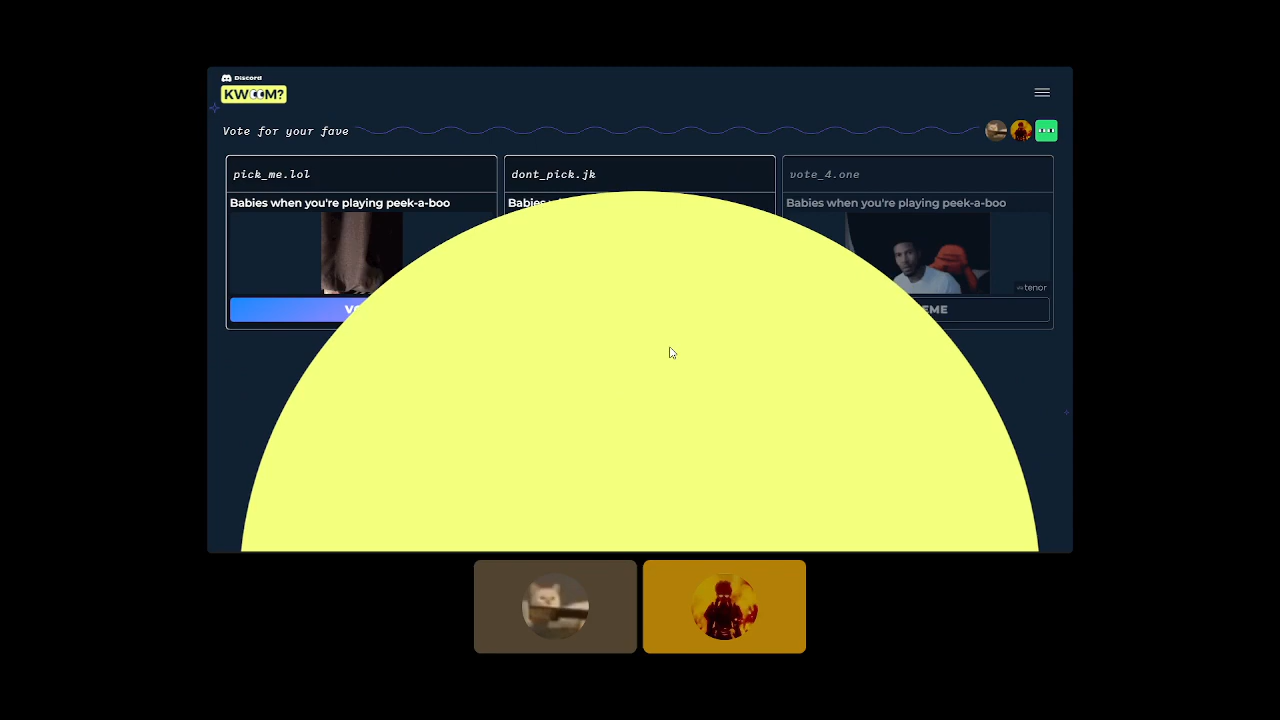 Discord
KWOOM?
Vote for your fave
pick_me.lol
dont_pick.jk
vote_4.one
Babies when you're playing peek-a-boo
Babies
Babies when you're playing peek-a-boo
tenor